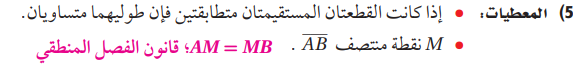 5) المعطيات: • إذا كانت القطعتان المستقيمتان متطابقتين فإن طوليهما متساويان.
• M نقطة منتصف AB̅ . AM = MB؛ قانون الفصل المنطقي